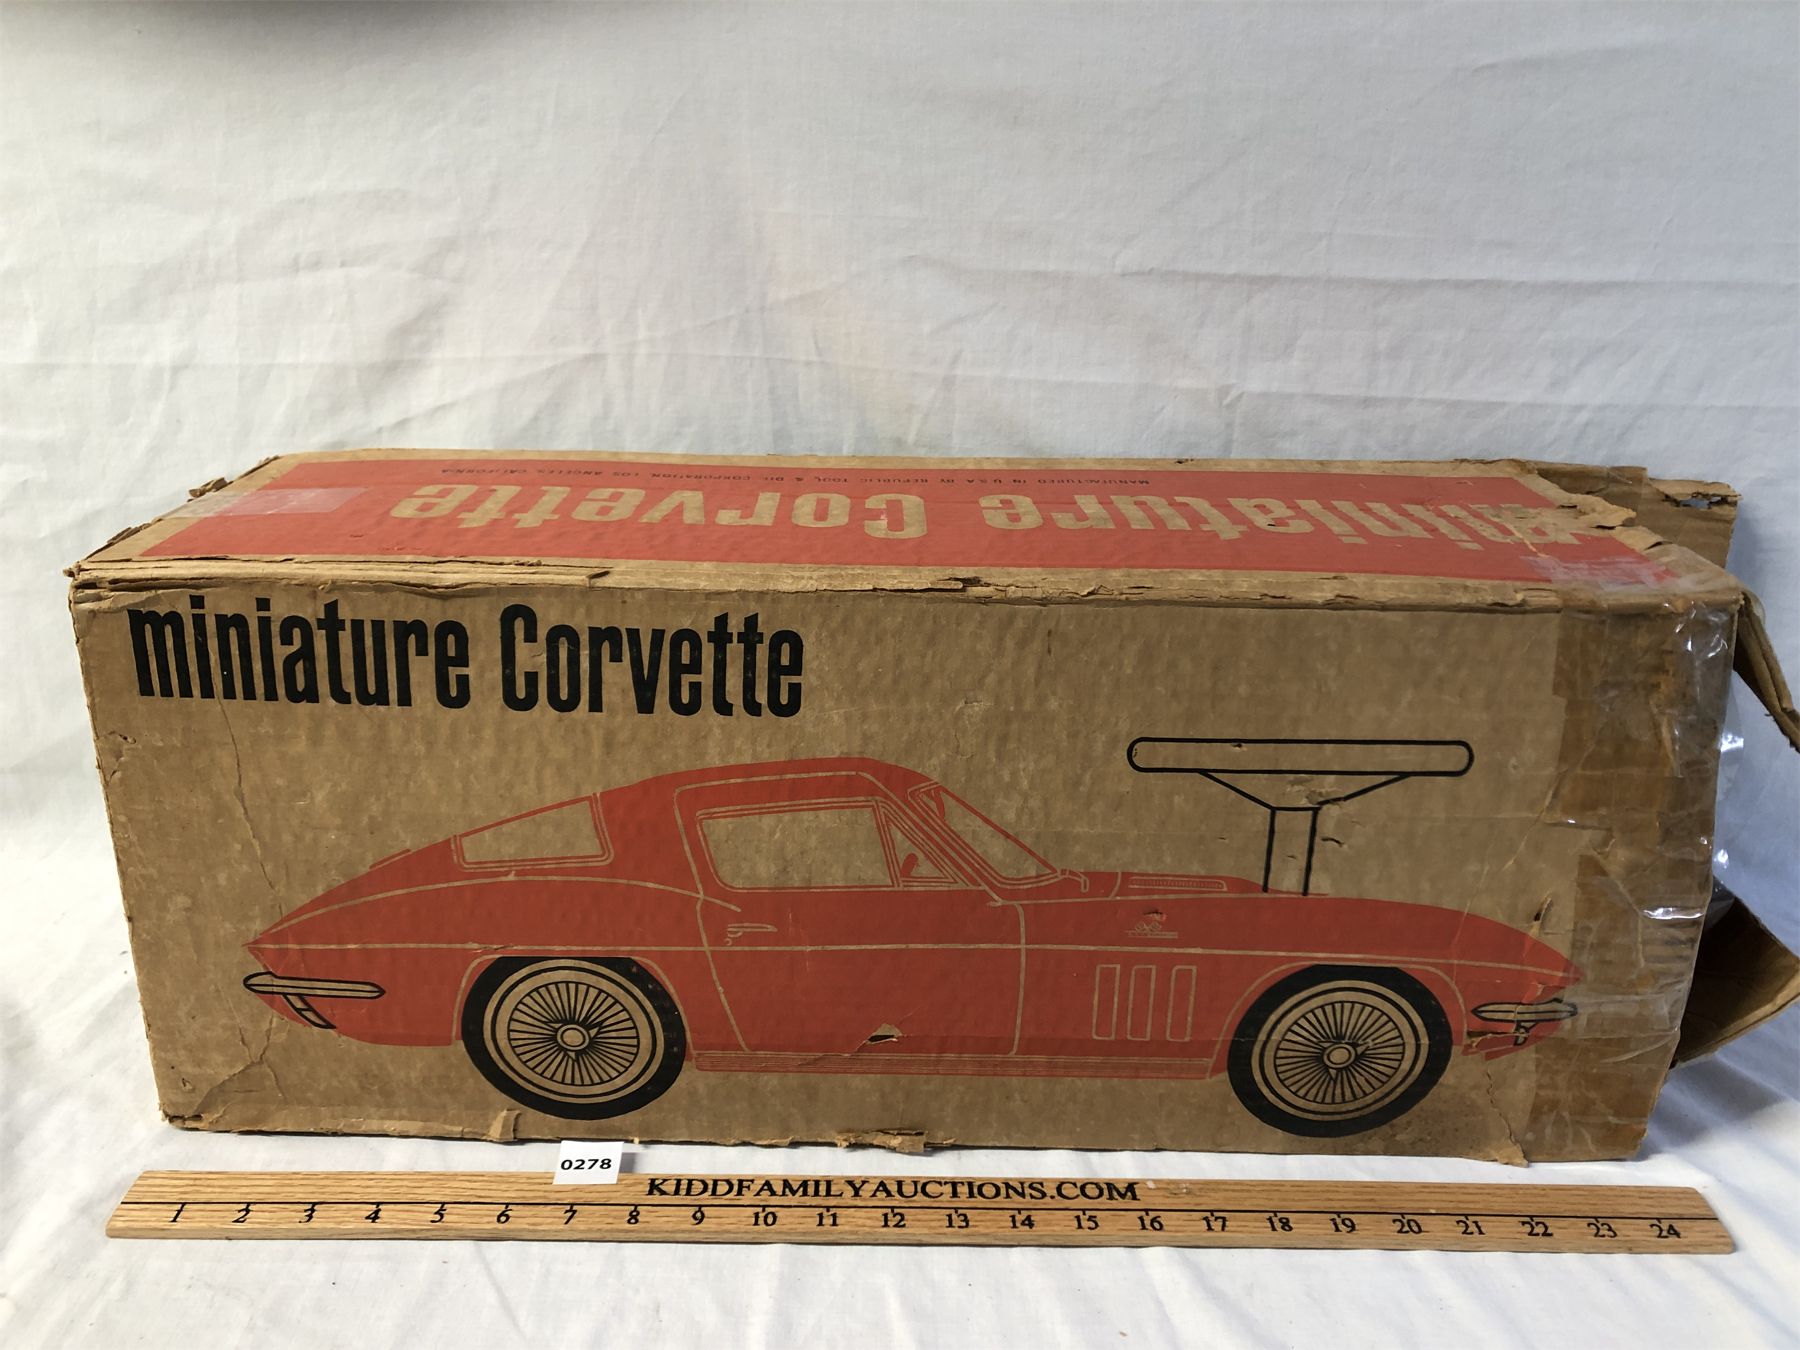 MANUFACTURED IN U.S.A. BY REPUBLIC TOOL & DIE CORPORATION, LOS ANGELES, CALIFORNIA
miniature Corvette
miniature Corvette
0278
KIDDFAMILYAUCTIONS.COM
1 2 3 4 5 6 7 8 9 10 11 12 13 14 15 16 17 18 19 20 21 22 23 24